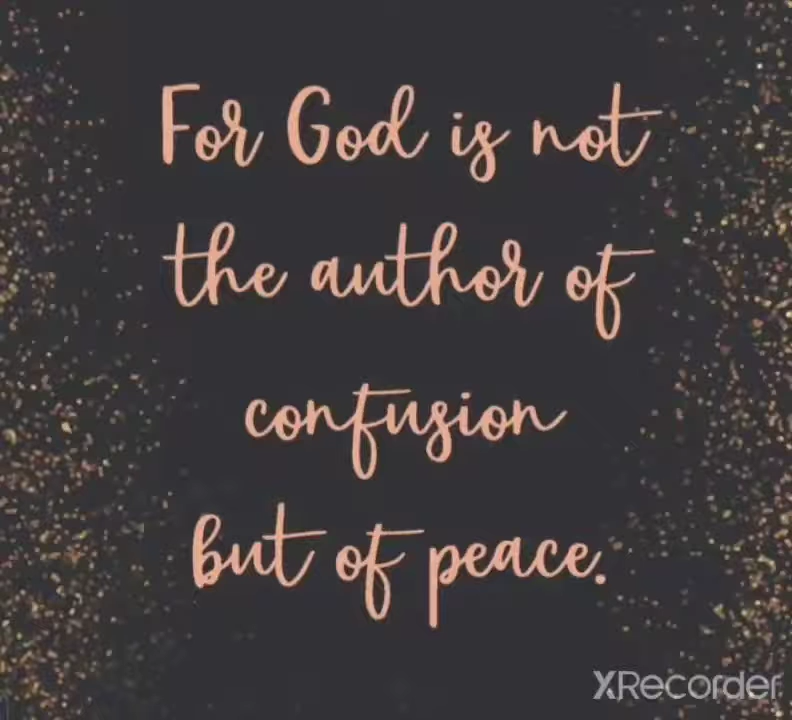 For God is not
the author of
confusion
but of peace.
XRecorder